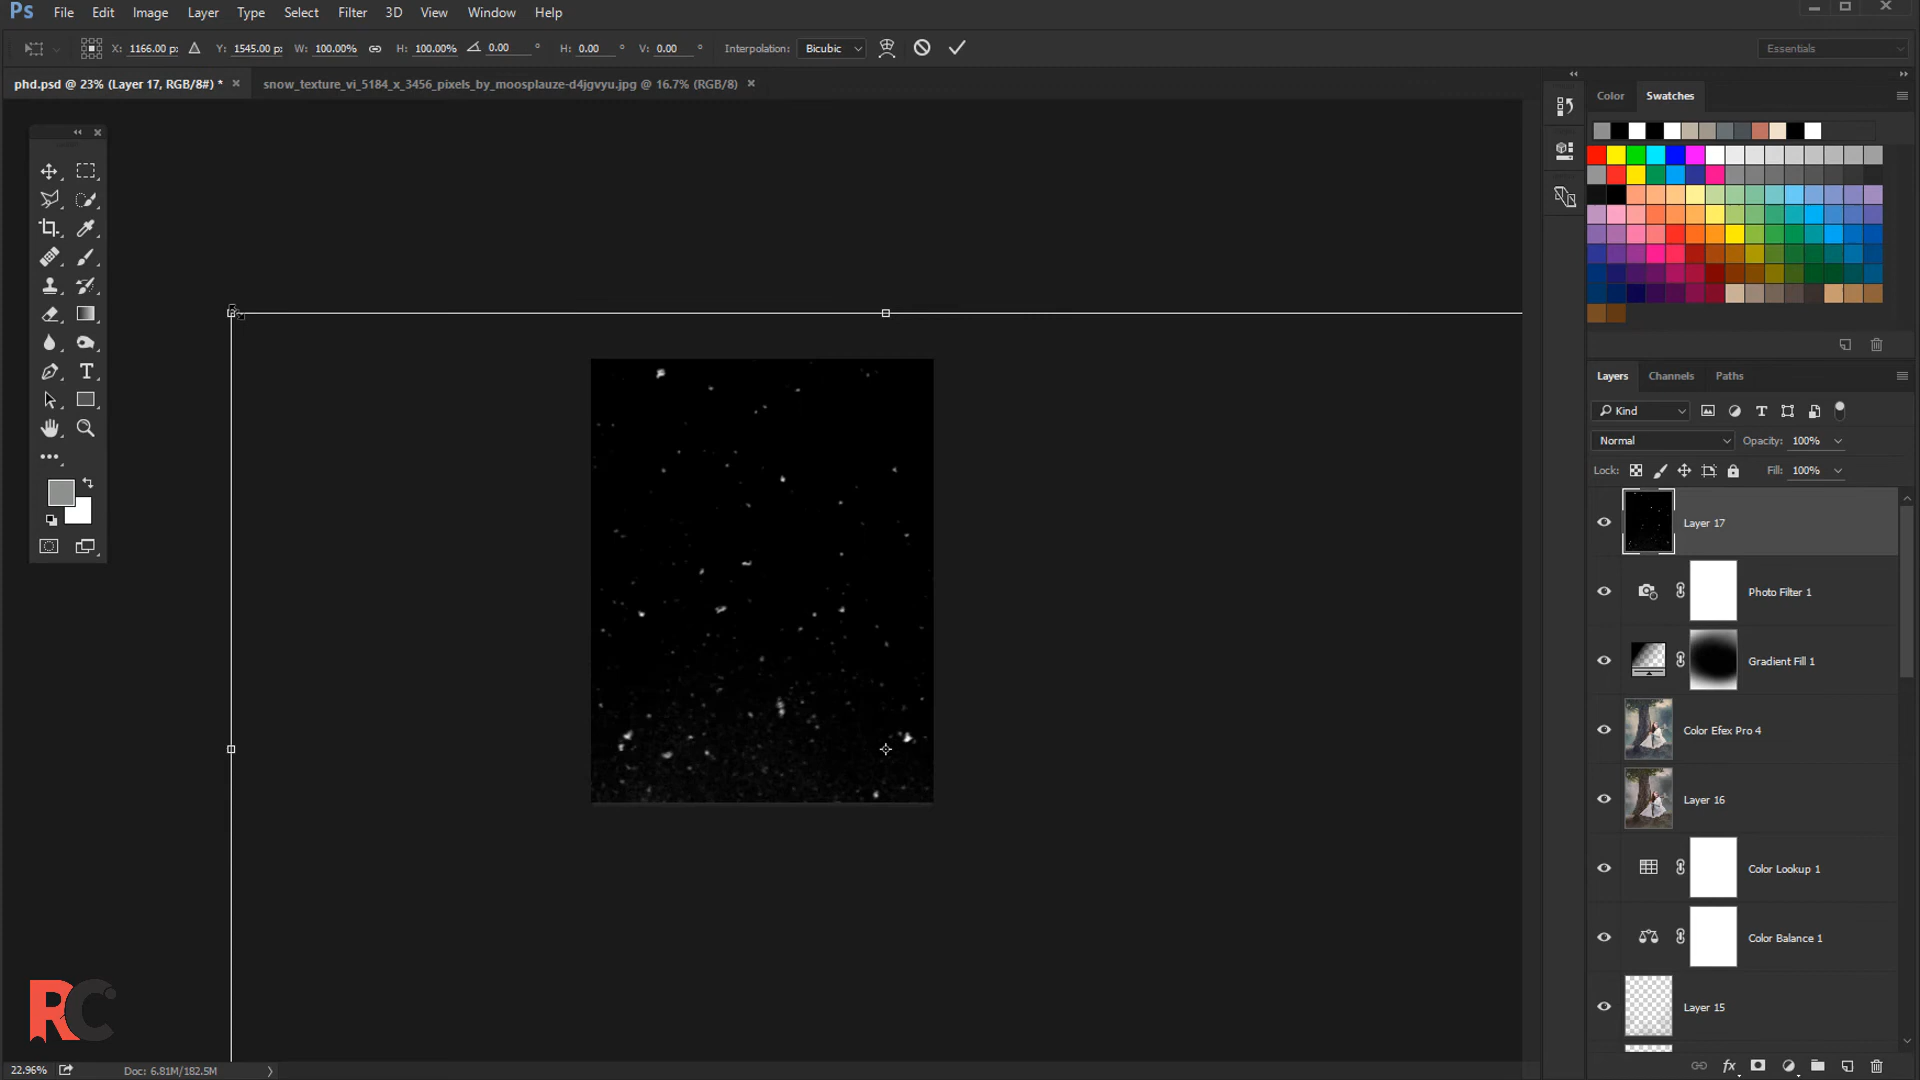 Ps File Edit Image Layer Type Select Filter 3D View Window Help
X: 1166.00 p: Y: 1545.00 p: W: 100.00% H: 100.00% 0.00 ° H: 0.00 ° V: 0.00 ° Interpolation: Bicubic Essentials
phd.psd @ 23% (Layer 17, RGB/8#) * × snow_texture_vi_5184_x_3456_pixels_by_moosplauze-d4jgvyu.jpg @ 16.7% (RGB/8) ×
Color Swatches
Layers Channels Paths
Kind
Normal Opacity: 100%
Lock: Fill: 100%
Layer 17
Photo Filter 1
Gradient Fill 1
Color Efex Pro 4
Layer 16
Color Lookup 1
Color Balance 1
Layer 15
RC
22.96% Doc: 6.81M/182.5M